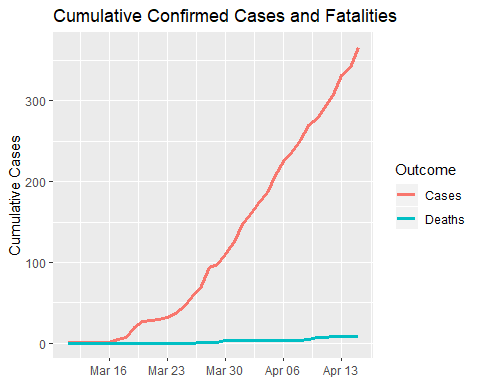 Cumulative Confirmed Cases and Fatalities
Cumulative Cases
300
200
100
0
Mar 16
Mar 23
Mar 30
Apr 06
Apr 13
Outcome
Cases
Deaths